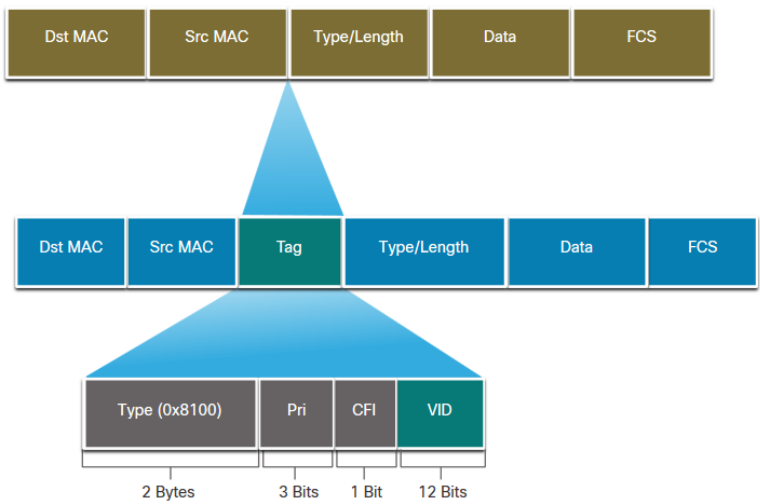 Dst MAC Src MAC Type/Length Data FCS
Dst MAC Src MAC Tag Type/Length Data FCS
Type (0x8100) Pri CFI VID
2 Bytes 3 Bits 1 Bit 12 Bits